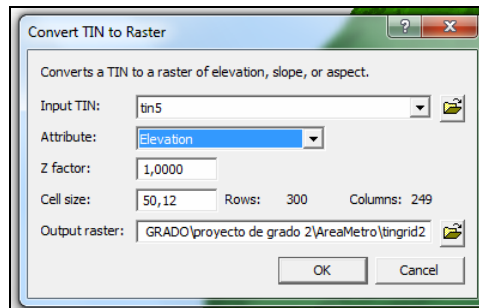 Convert TIN to Raster
Converts a TIN to a raster of elevation, slope, or aspect.
Input TIN: tin5
Attribute: Elevation
Z factor: 1,0000
Cell size: 50,12 Rows: 300 Columns: 249
Output raster: GRADO\proyecto de grado 2\AreaMetro\tingrid2
OK Cancel